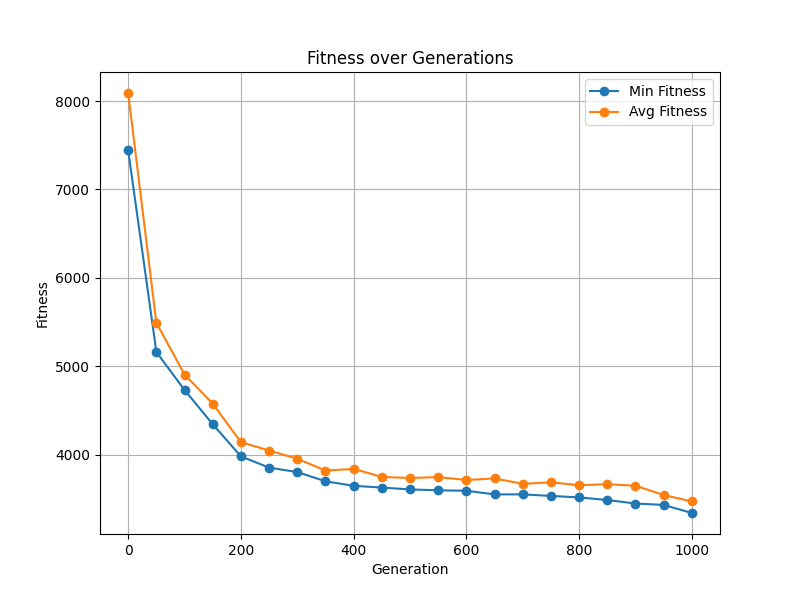 Fitness over Generations
Min Fitness
Avg Fitness
8000
7000
6000
5000
4000
Fitness
0 200 400 600 800 1000
Generation